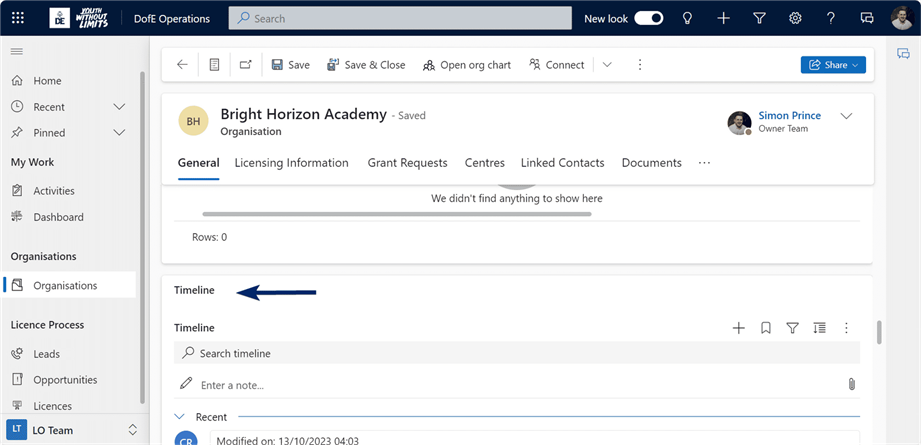 DE YOUTH WITHOUT LIMITS DofE Operations Search New look
Home
Recent
Pinned
My Work
Activities
Dashboard
Organisations
Organisations
Licence Process
Leads
Opportunities
Licences
LT LO Team
Save Save & Close Open org chart Connect Share
BH Bright Horizon Academy - Saved
Organisation
Simon Prince
Owner Team
General Licensing Information Grant Requests Centres Linked Contacts Documents ...
We didn't find anything to show here
Rows: 0
Timeline
Timeline
Search timeline
Enter a note...
Recent
CR Modified on: 13/10/2023 04:03